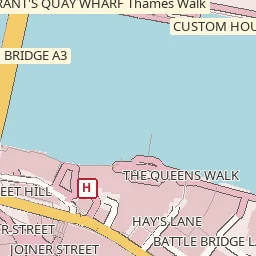 RANT'S QUAY WHARF Thames Walk
CUSTOM HOU
BRIDGE A3
THE QUEENS WALK
EET HILL
H
HAY'S LANE
R STREET
BATTLE BRIDGE LA
JOINER STREET